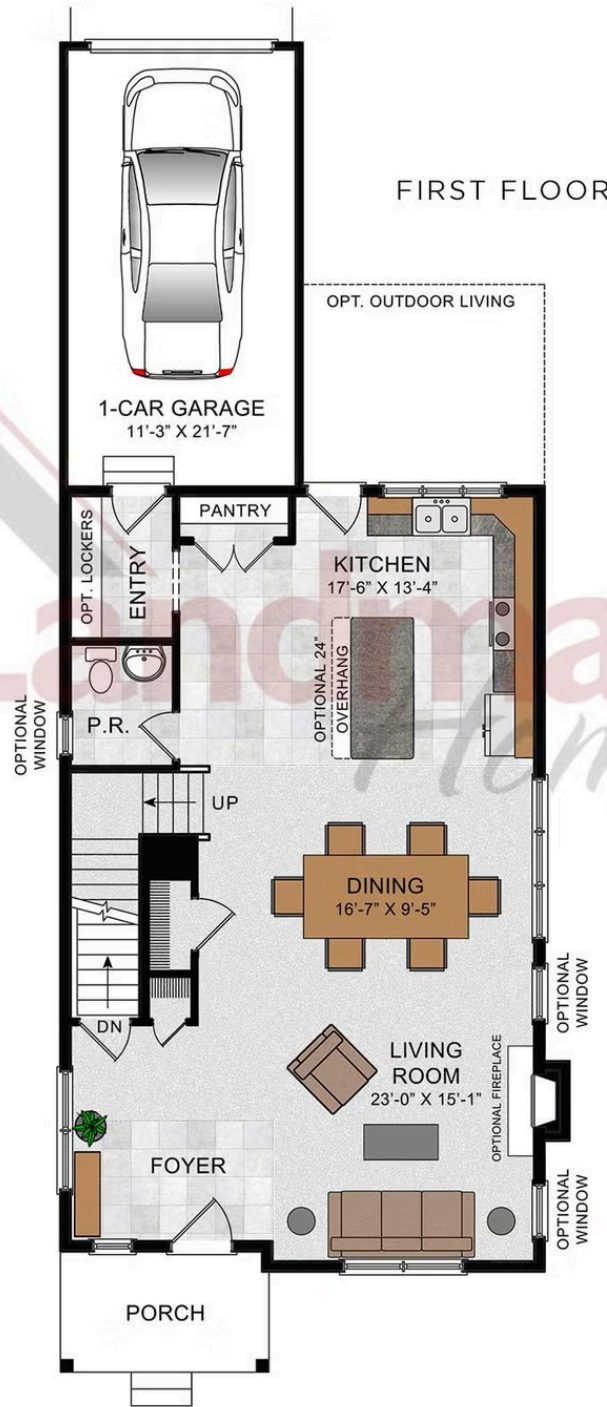 FIRST FLOOR
OPT. OUTDOOR LIVING
1-CAR GARAGE
11'-3" X 21'-7"
PANTRY
OPT. LOCKERS
ENTRY
KITCHEN
17'-6" X 13'-4"
OPTIONAL 24"
OVERHANG
P.R.
OPTIONAL
WINDOW
UP
DINING
16'-7" X 9'-5"
OPTIONAL
WINDOW
DN
LIVING
ROOM
23'-0" X 15'-1"
OPTIONAL FIREPLACE
FOYER
OPTIONAL
WINDOW
PORCH